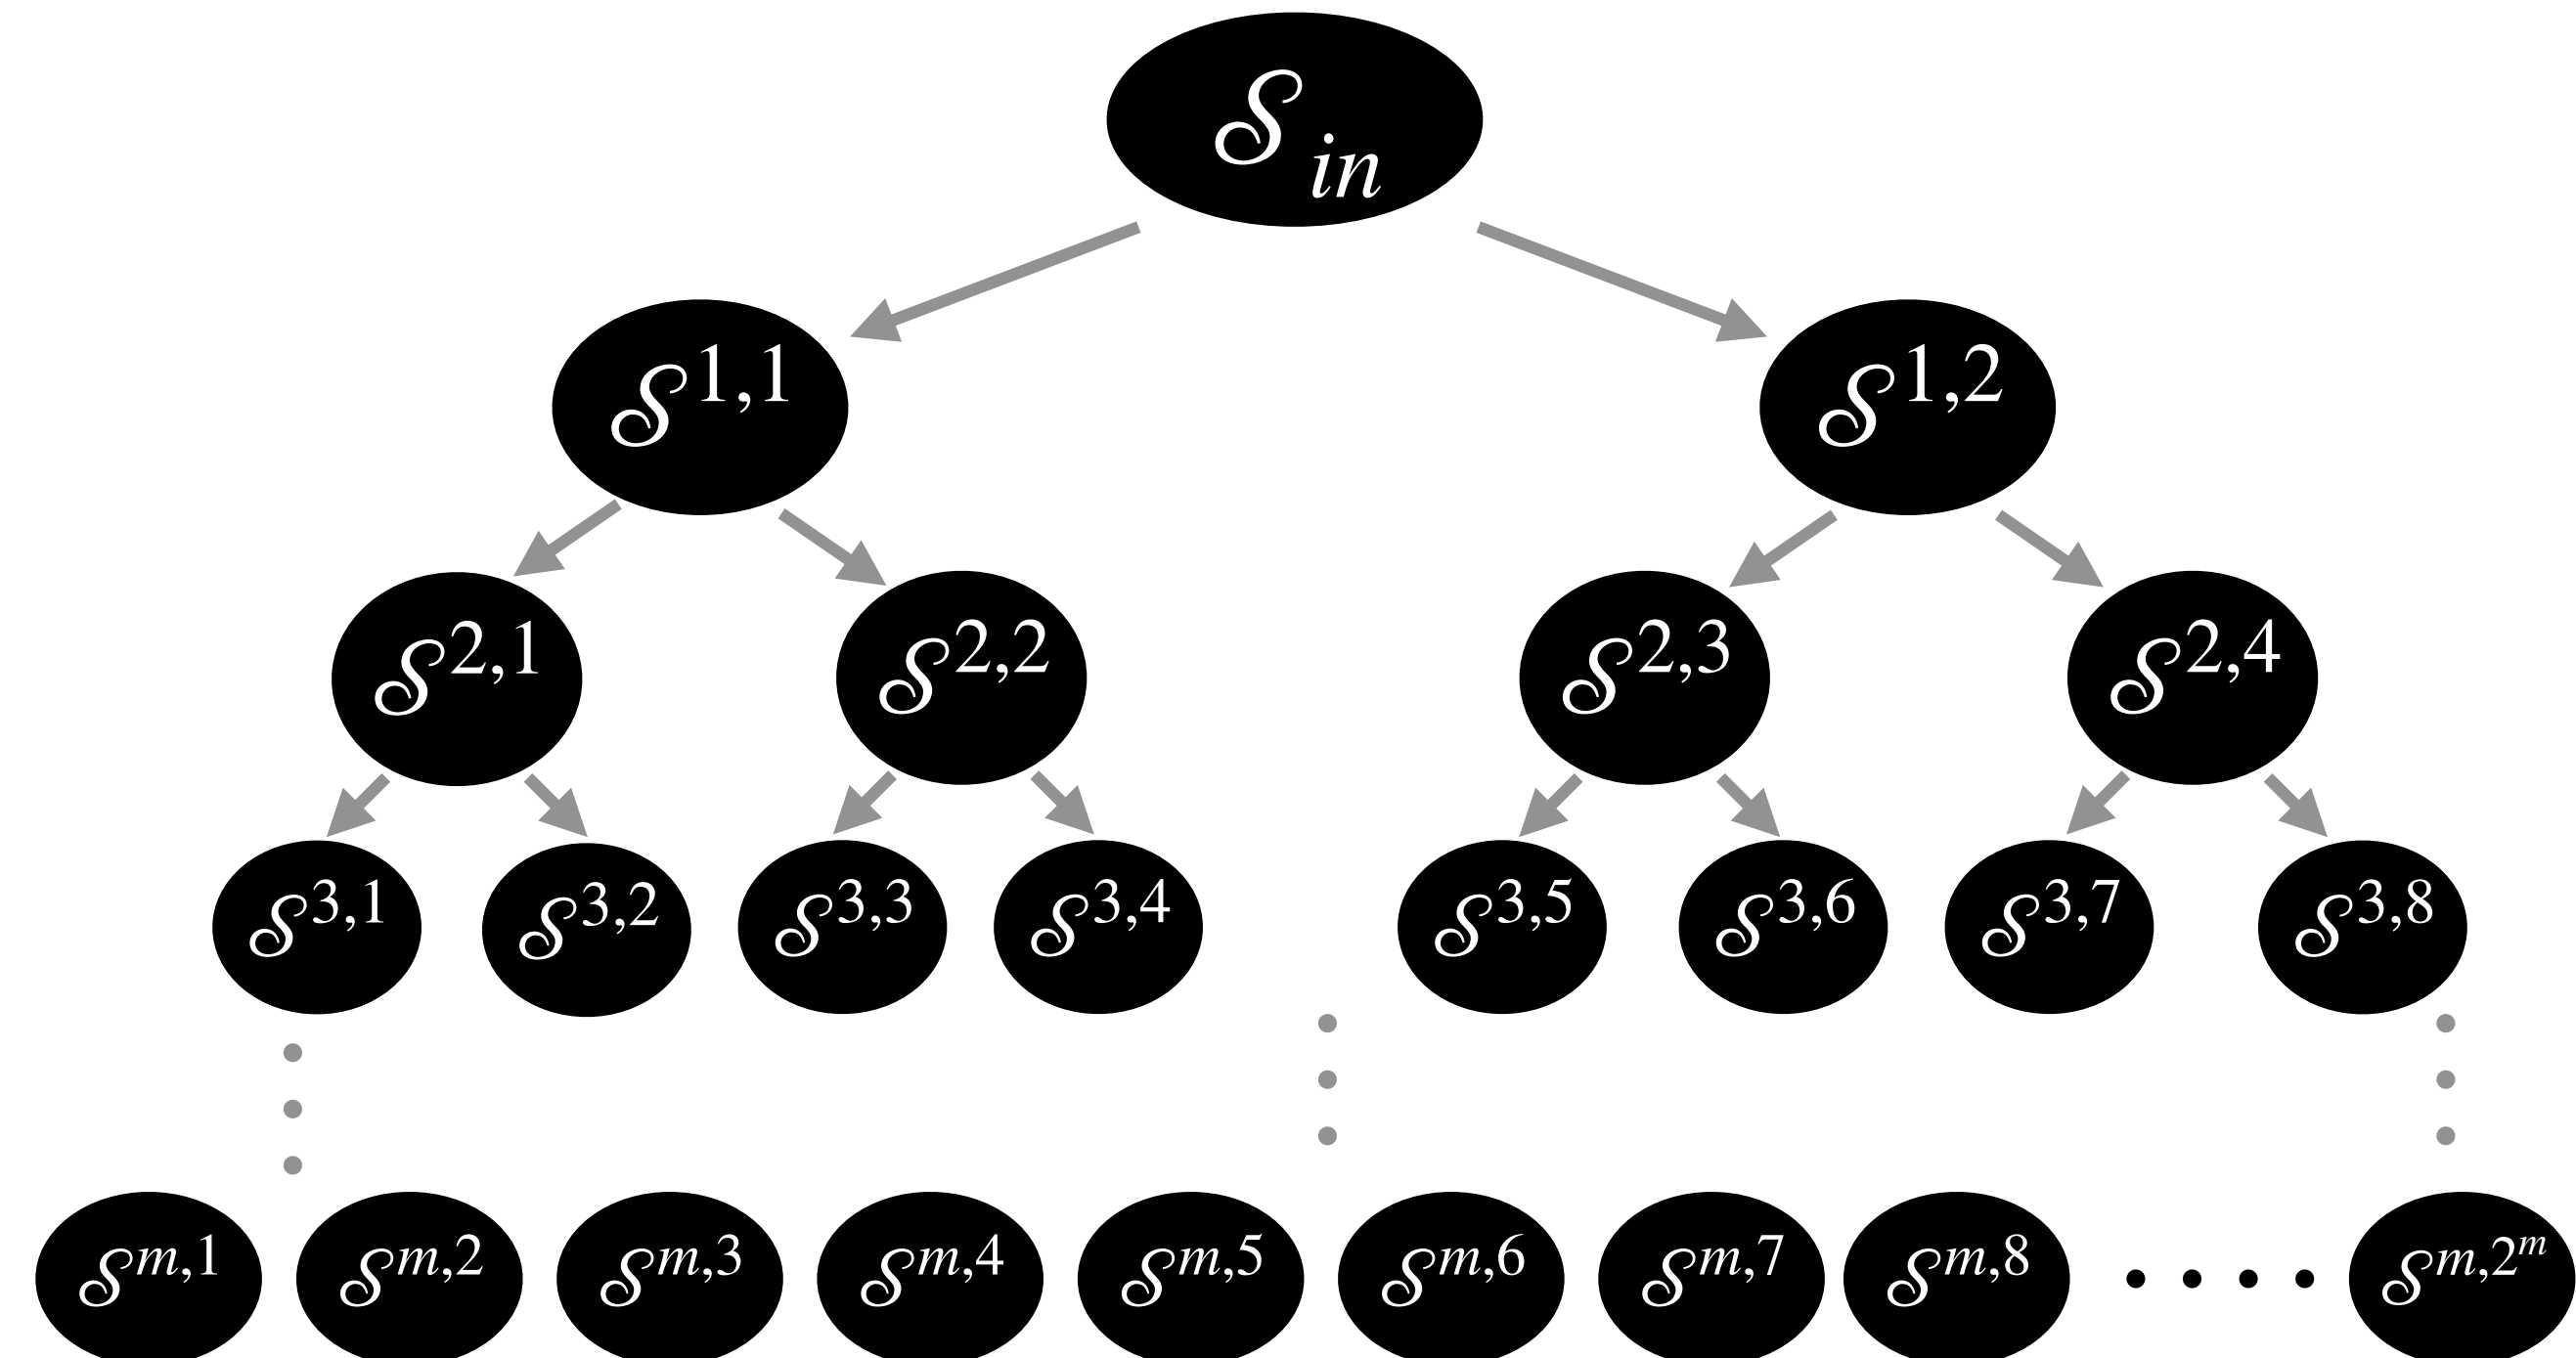 𝒮 in
𝒮^{1,1} 𝒮^{1,2}
𝒮^{2,1} 𝒮^{2,2} 𝒮^{2,3} 𝒮^{2,4}
𝒮^{3,1} 𝒮^{3,2} 𝒮^{3,3} 𝒮^{3,4} 𝒮^{3,5} 𝒮^{3,6} 𝒮^{3,7} 𝒮^{3,8}
𝒮^{m,1} 𝒮^{m,2} 𝒮^{m,3} 𝒮^{m,4} 𝒮^{m,5} 𝒮^{m,6} 𝒮^{m,7} 𝒮^{m,8} . . . . 𝒮^{m,2^m}